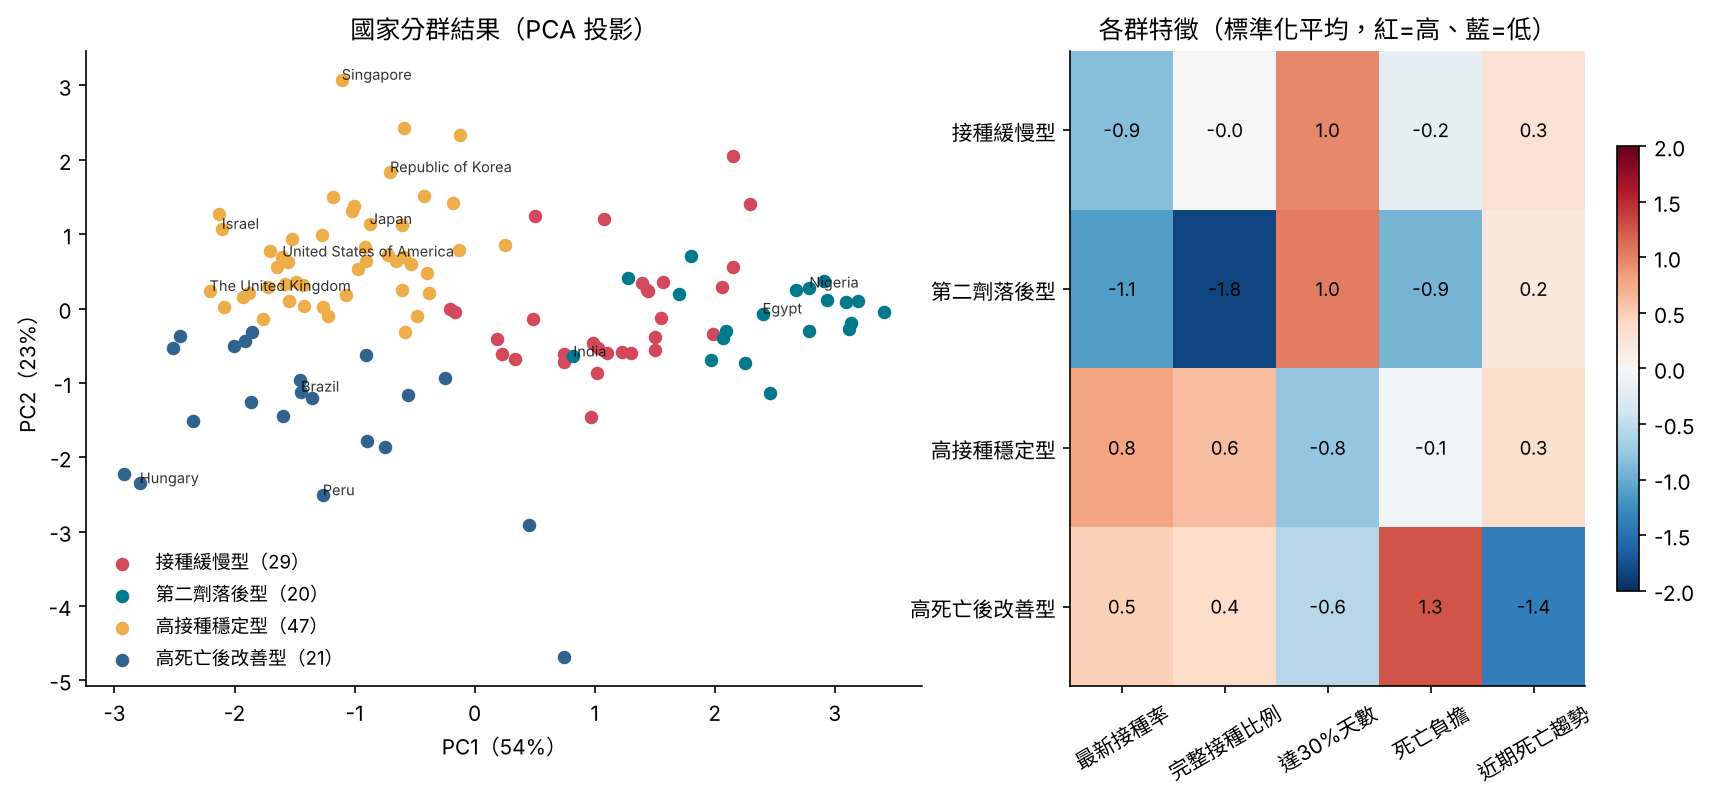 國家分群結果（PCA 投影）
3
2
1
0
-1
-2
-3
-4
-5
PC2（23%）
Singapore
Republic of Korea
Israel
Japan
United States of America
The United Kingdom
Nigeria
Egypt
India
Brazil
Hungary
Peru
接種緩慢型（29）
第二劑落後型（20）
高接種穩定型（47）
高死亡後改善型（21）
-3 -2 -1 0 1 2 3
PC1（54%）
各群特徵（標準化平均，紅=高、藍=低）
接種緩慢型 -0.9 -0.0 1.0 -0.2 0.3
第二劑落後型 -1.1 -1.8 1.0 -0.9 0.2
高接種穩定型 0.8 0.6 -0.8 -0.1 0.3
高死亡後改善型 0.5 0.4 -0.6 1.3 -1.4
最新接種率 完整接種比例 達30%天數 死亡負擔 近期死亡趨勢
2.0
1.5
1.0
0.5
0.0
-0.5
-1.0
-1.5
-2.0